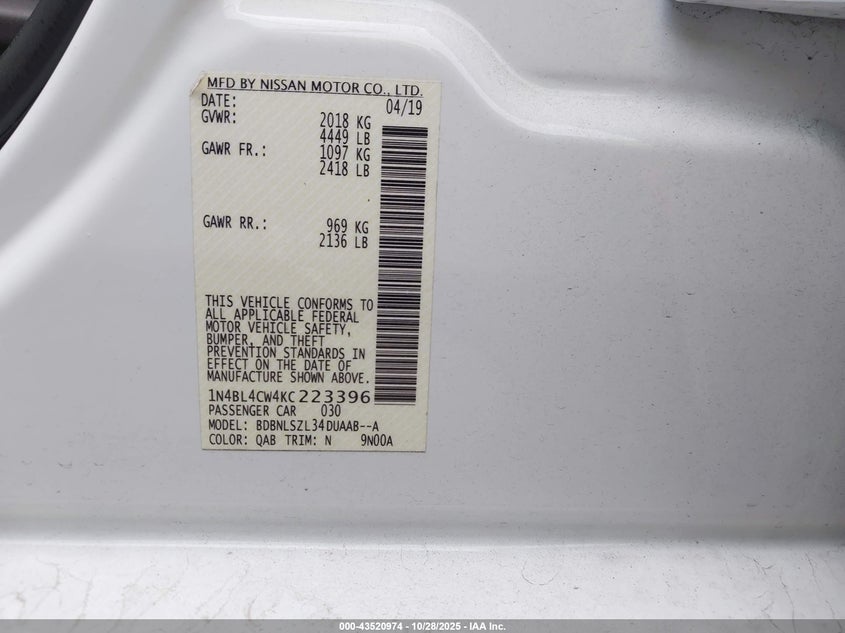 MFD BY NISSAN MOTOR CO., LTD.
DATE: 04/19
GVWR: 2018 KG
4449 LB
GAWR FR.: 1097 KG
2418 LB
GAWR RR.: 969 KG
2136 LB
THIS VEHICLE CONFORMS TO
ALL APPLICABLE FEDERAL
MOTOR VEHICLE SAFETY,
BUMPER, AND THEFT
PREVENTION STANDARDS IN
EFFECT ON THE DATE OF
MANUFACTURE SHOWN ABOVE.
1N4BL4CW4KC223396
PASSENGER CAR 030
MODEL: BDBNLSZL34DUAAB--A
COLOR: QAB TRIM: N 9N00A
000-43520974 | 10/28/2025 - IAA Inc.